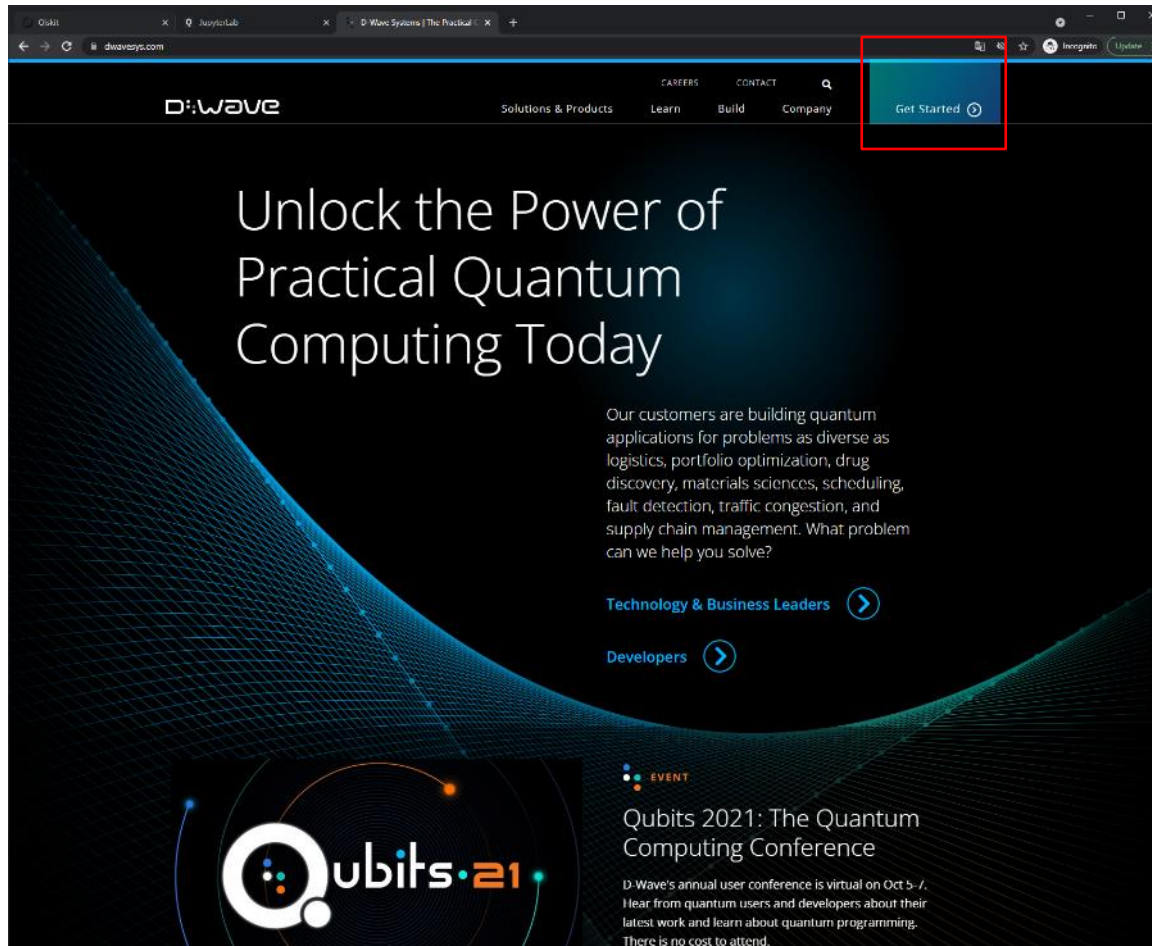 Qiskit
JupyterLab
D-Wave Systems | The Practical
dwavesys.com
Incognito
Update
CAREERS CONTACT
D:Wave
Solutions & Products Learn Build Company
Get Started
Unlock the Power of
Practical Quantum
Computing Today
Our customers are building quantum
applications for problems as diverse as
logistics, portfolio optimization, drug
discovery, materials sciences, scheduling,
fault detection, traffic congestion, and
supply chain management. What problem
can we help you solve?
Technology & Business Leaders
Developers
Qubits·21
EVENT
Qubits 2021: The Quantum
Computing Conference
D-Wave's annual user conference is virtual on Oct 5-7.
Hear from quantum users and developers about their
latest work and learn about quantum programming.
There is no cost to attend.